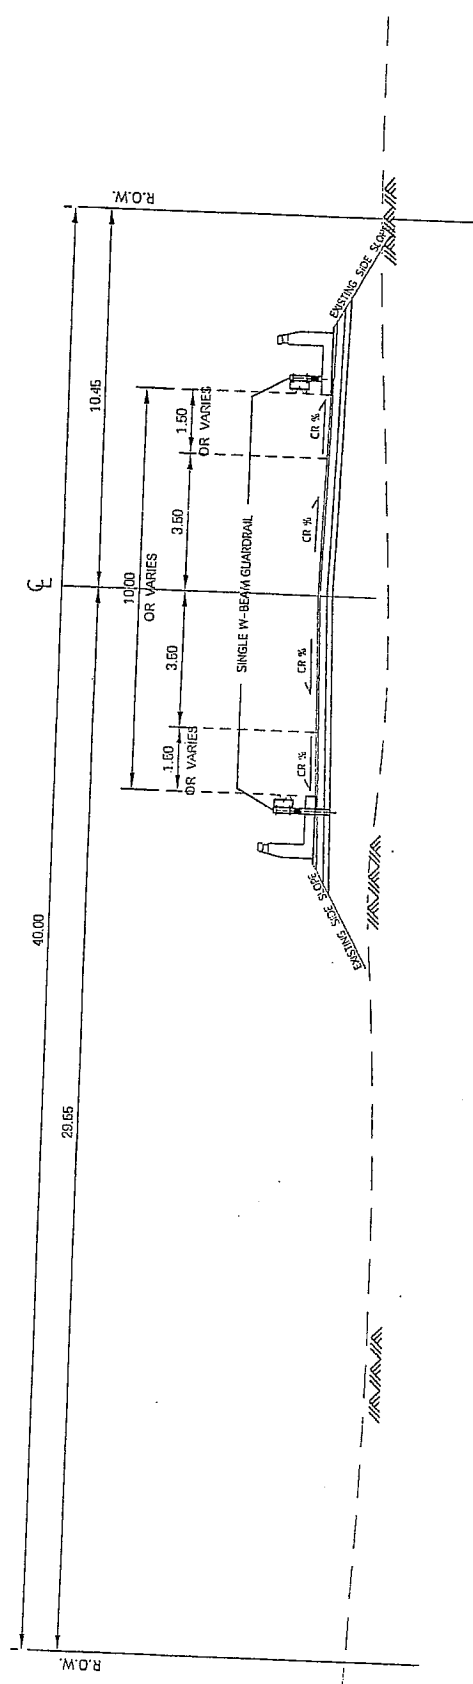 40.00
R.O.W.
29.55
℄
10.45
R.O.W.
10.00
OR VARIES
1.50
OR VARIES
3.50
3.50
1.50
OR VARIES
SINGLE W-BEAM GUARDRAIL
CR %
CR %
CR %
CR %
EXISTING SIDE SLOPE
EXISTING SIDE SLOPE